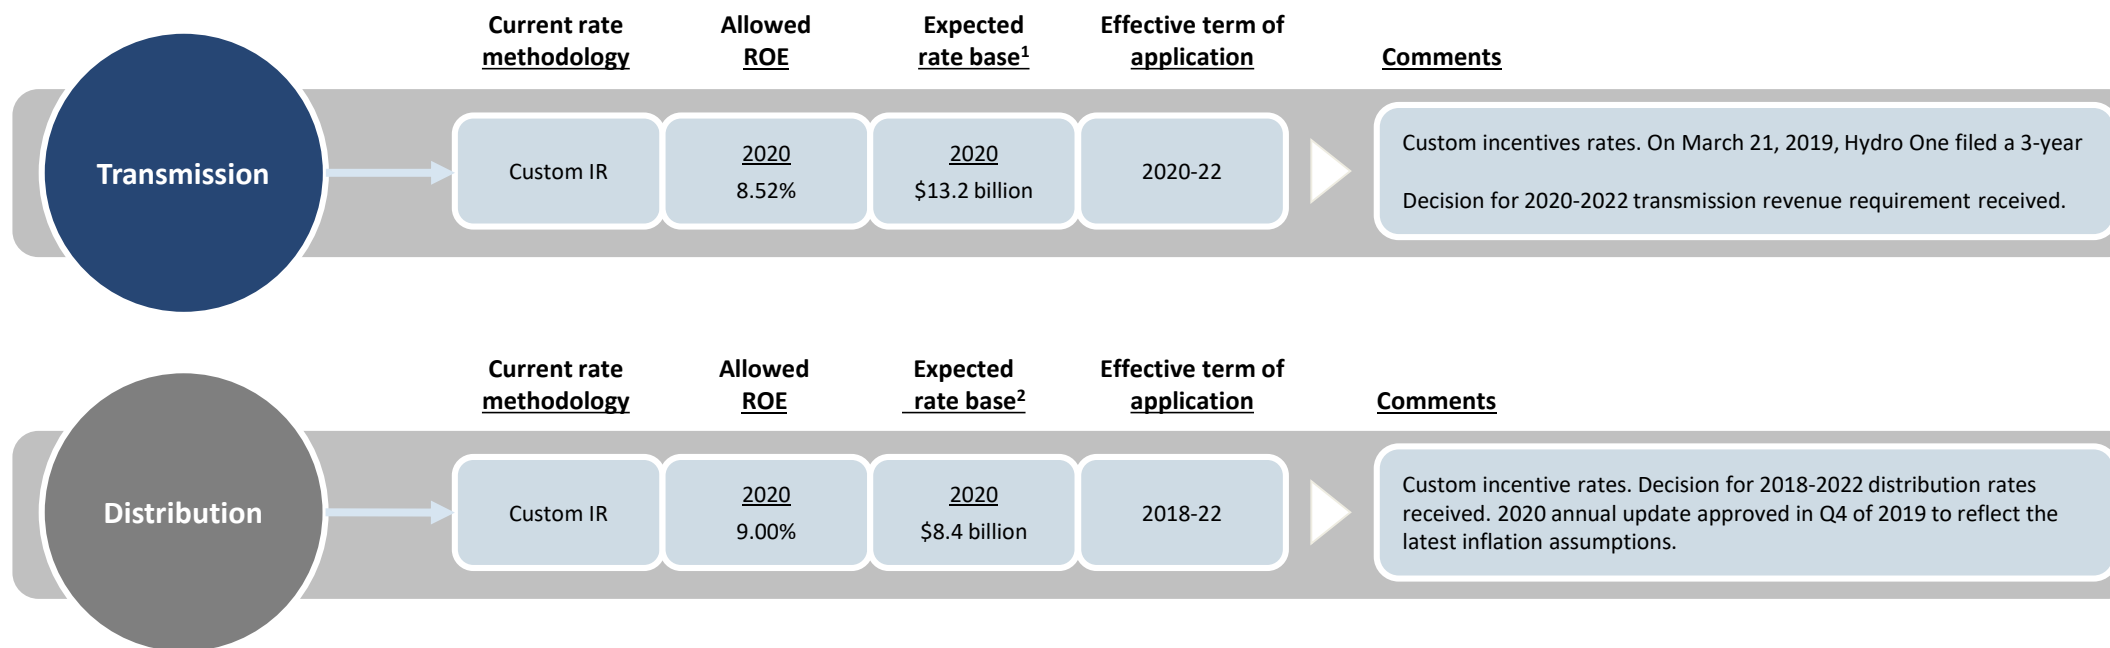 Current rate
methodology
Allowed
ROE
Expected
rate base¹
Effective term of
application
Comments
Transmission
Custom IR
2020
8.52%
2020
$13.2 billion
2020-22
Custom incentives rates. On March 21, 2019, Hydro One filed a 3-year
Decision for 2020-2022 transmission revenue requirement received.
Current rate
methodology
Allowed
ROE
Expected
rate base²
Effective term of
application
Comments
Distribution
Custom IR
2020
9.00%
2020
$8.4 billion
2018-22
Custom incentive rates. Decision for 2018-2022 distribution rates
received. 2020 annual update approved in Q4 of 2019 to reflect the
latest inflation assumptions.